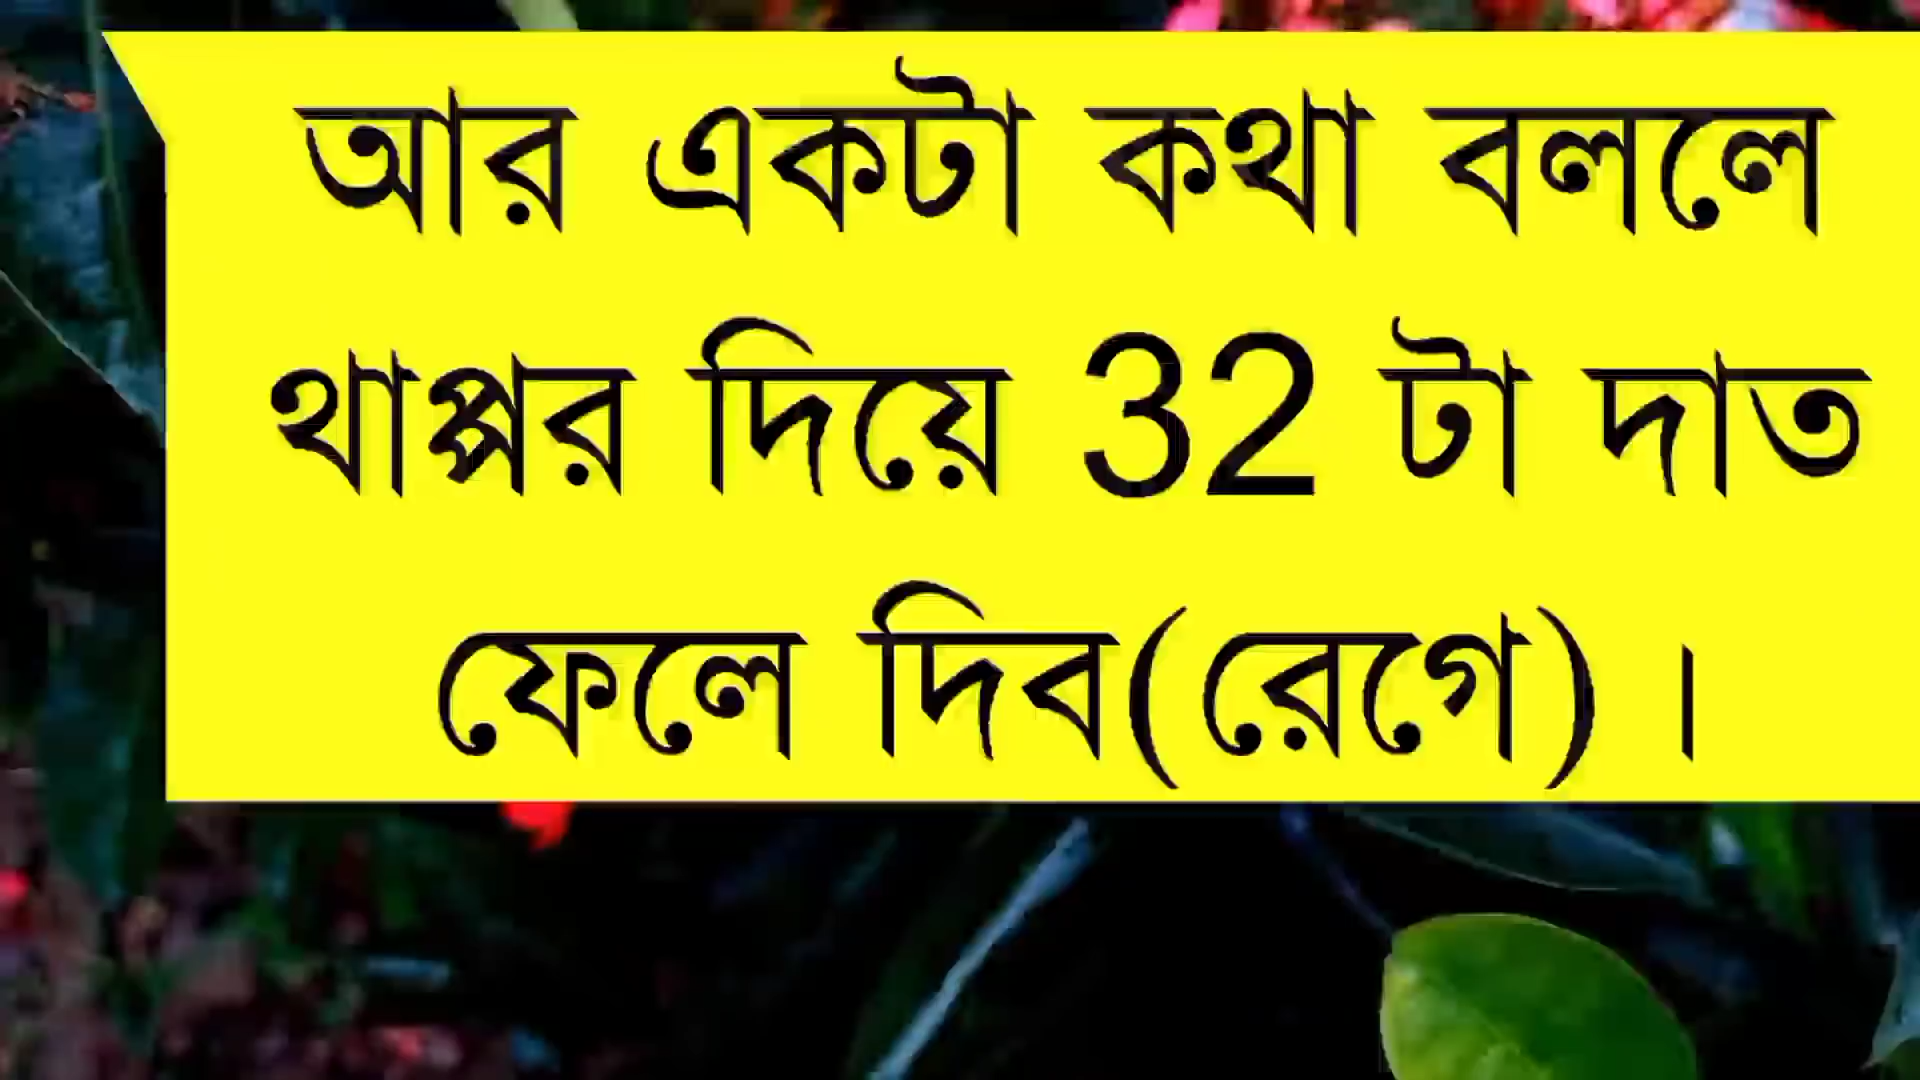 আর একটা কথা বললে
থাপ্পর দিয়ে 32 টা দাত
ফেলে দিব(রেগে) ।